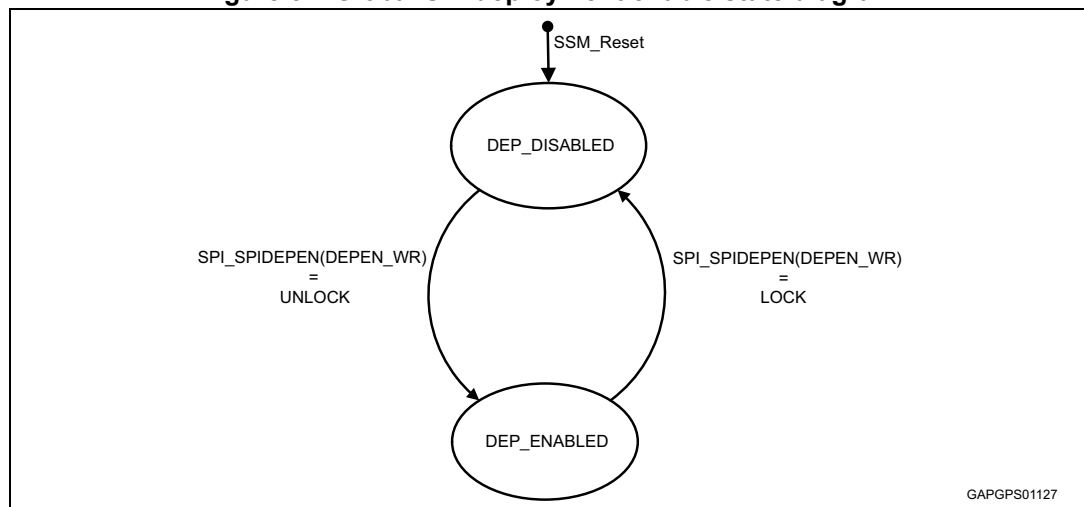 SSM_Reset
DEP_DISABLED
SPI_SPIDEPEN(DEPEN_WR)
=
UNLOCK
SPI_SPIDEPEN(DEPEN_WR)
=
LOCK
DEP_ENABLED
GAPGPS01127